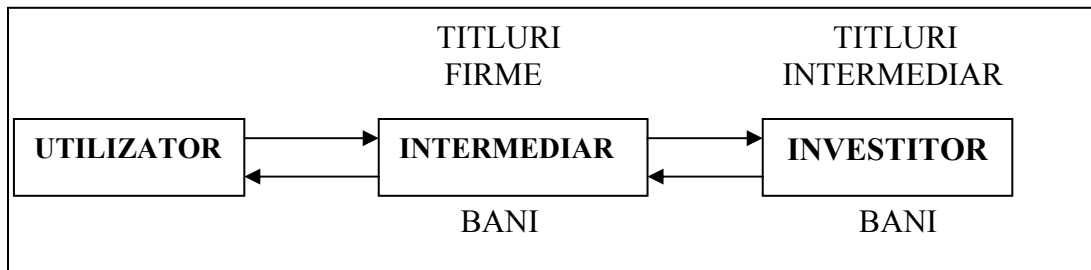 TITLURI
FIRME
TITLURI
INTERMEDIAR
UTILIZATOR
INTERMEDIAR
INVESTITOR
BANI
BANI